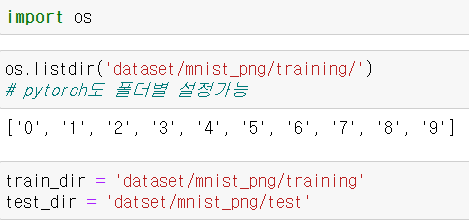 import os
os.listdir('dataset/mnist_png/training/')
# pytorch도 폴더별 설정가능
['0', '1', '2', '3', '4', '5', '6', '7', '8', '9']
train_dir = 'dataset/mnist_png/training'
test_dir = 'datset/mnist_png/test'